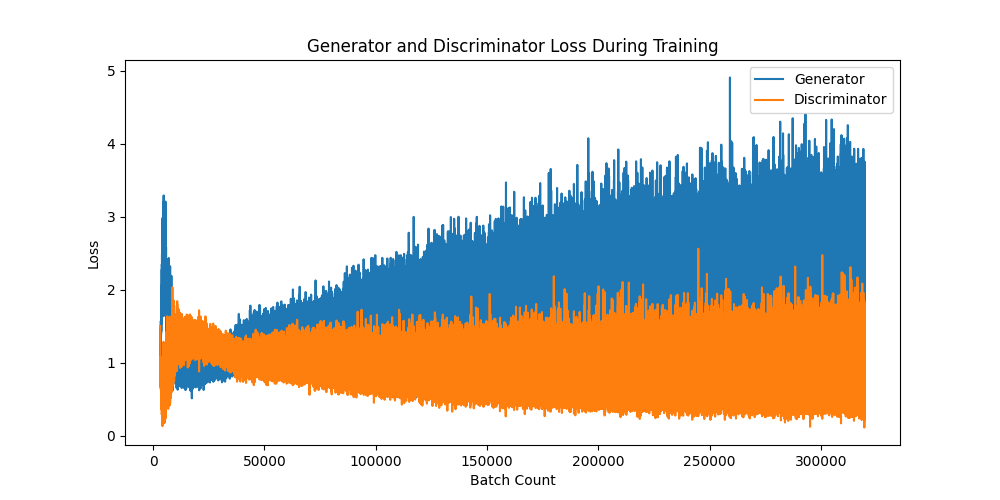 Generator and Discriminator Loss During Training
Generator
Discriminator
Loss
5
4
3
2
1
0
0 50000 100000 150000 200000 250000 300000
Batch Count